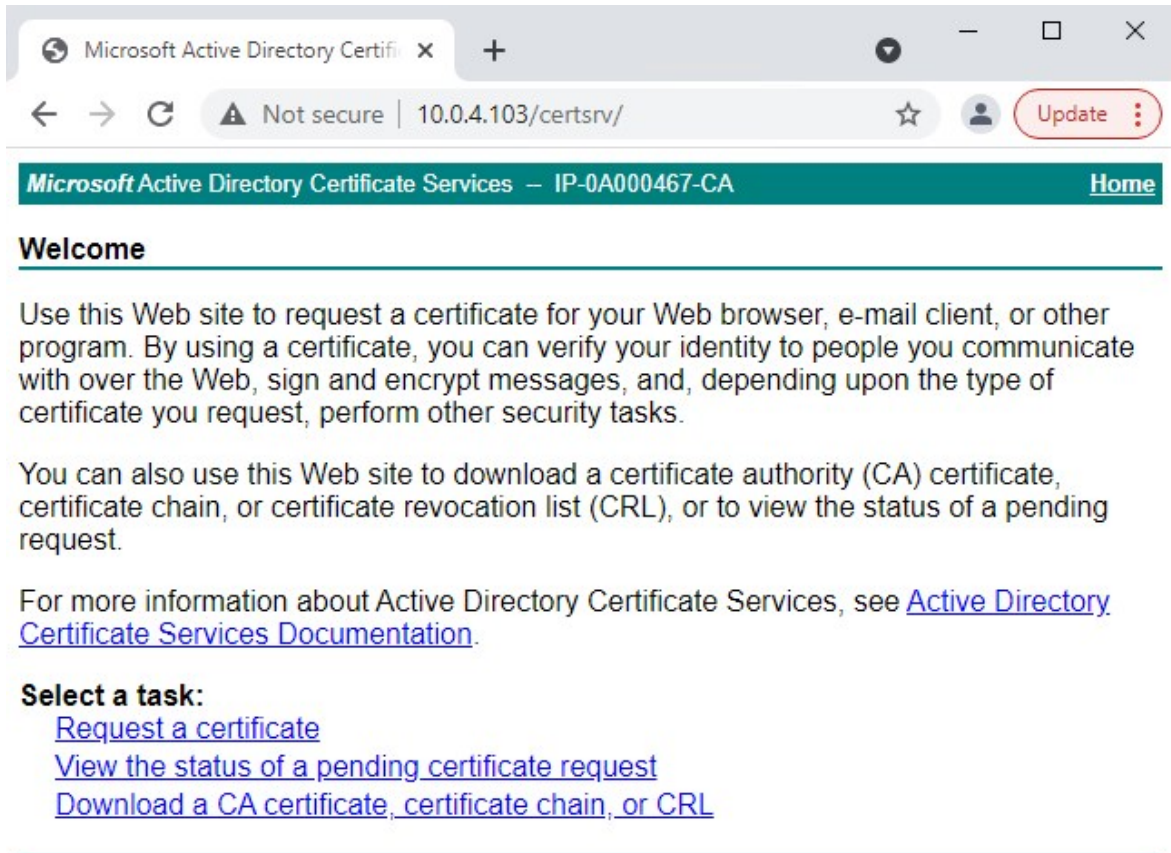 Microsoft Active Directory Certifi
Not secure | 10.0.4.103/certsrv/
Update
Microsoft Active Directory Certificate Services -- IP-0A000467-CA Home
Welcome
Use this Web site to request a certificate for your Web browser, e-mail client, or other
program. By using a certificate, you can verify your identity to people you communicate
with over the Web, sign and encrypt messages, and, depending upon the type of
certificate you request, perform other security tasks.
You can also use this Web site to download a certificate authority (CA) certificate,
certificate chain, or certificate revocation list (CRL), or to view the status of a pending
request.
For more information about Active Directory Certificate Services, see Active Directory
Certificate Services Documentation.
Select a task:
Request a certificate
View the status of a pending certificate request
Download a CA certificate, certificate chain, or CRL